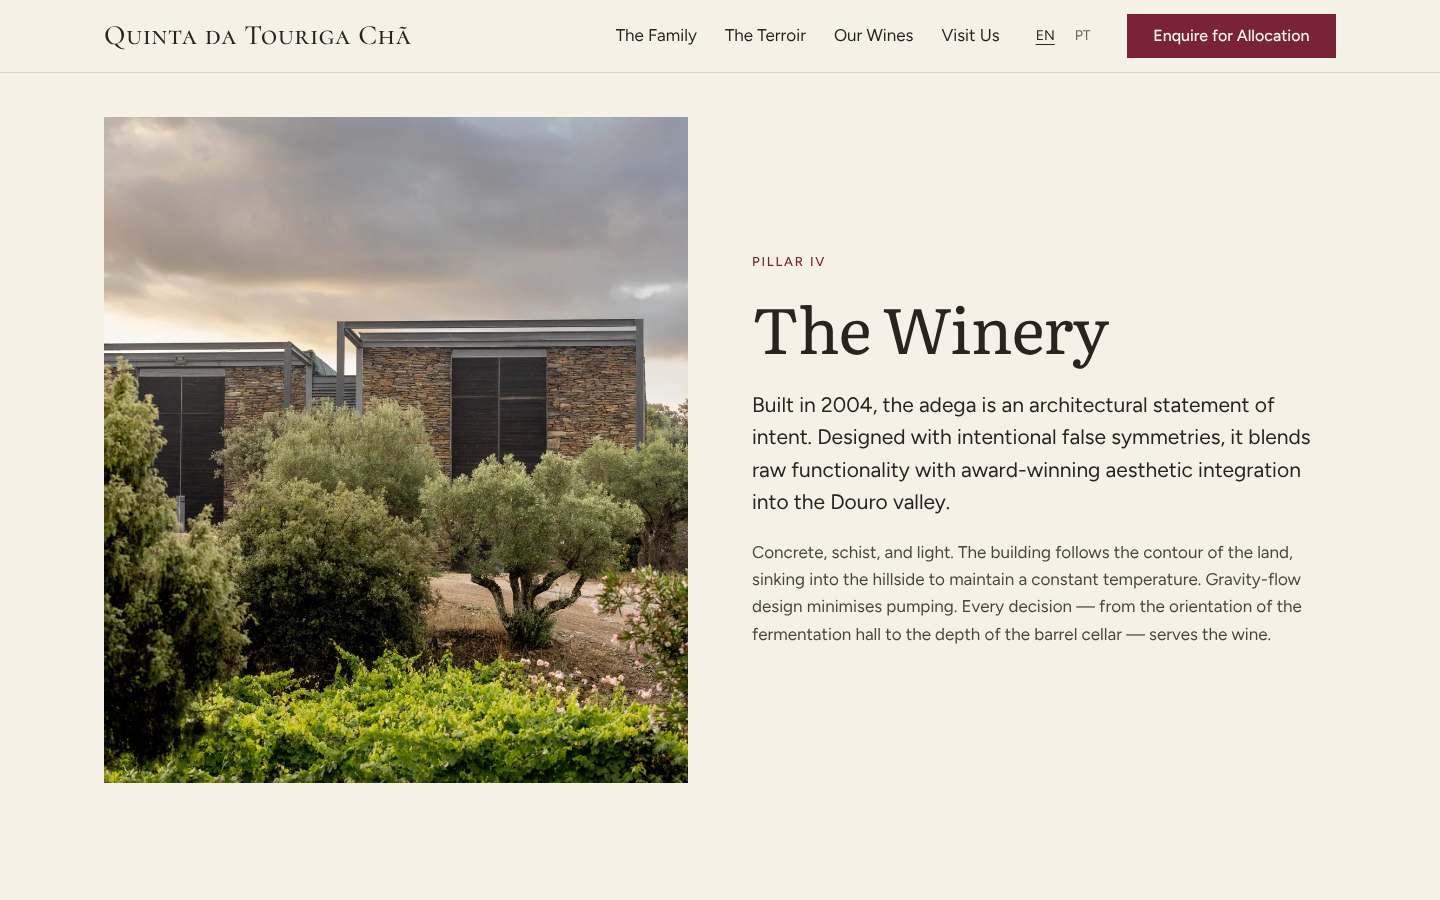 Quinta da Touriga Chã
The Family
The Terroir
Our Wines
Visit Us
EN
PT
Enquire for Allocation
PILLAR IV
The Winery
Built in 2004, the adega is an architectural statement of
intent. Designed with intentional false symmetries, it blends
raw functionality with award-winning aesthetic integration
into the Douro valley.
Concrete, schist, and light. The building follows the contour of the land,
sinking into the hillside to maintain a constant temperature. Gravity-flow
design minimises pumping. Every decision — from the orientation of the
fermentation hall to the depth of the barrel cellar — serves the wine.